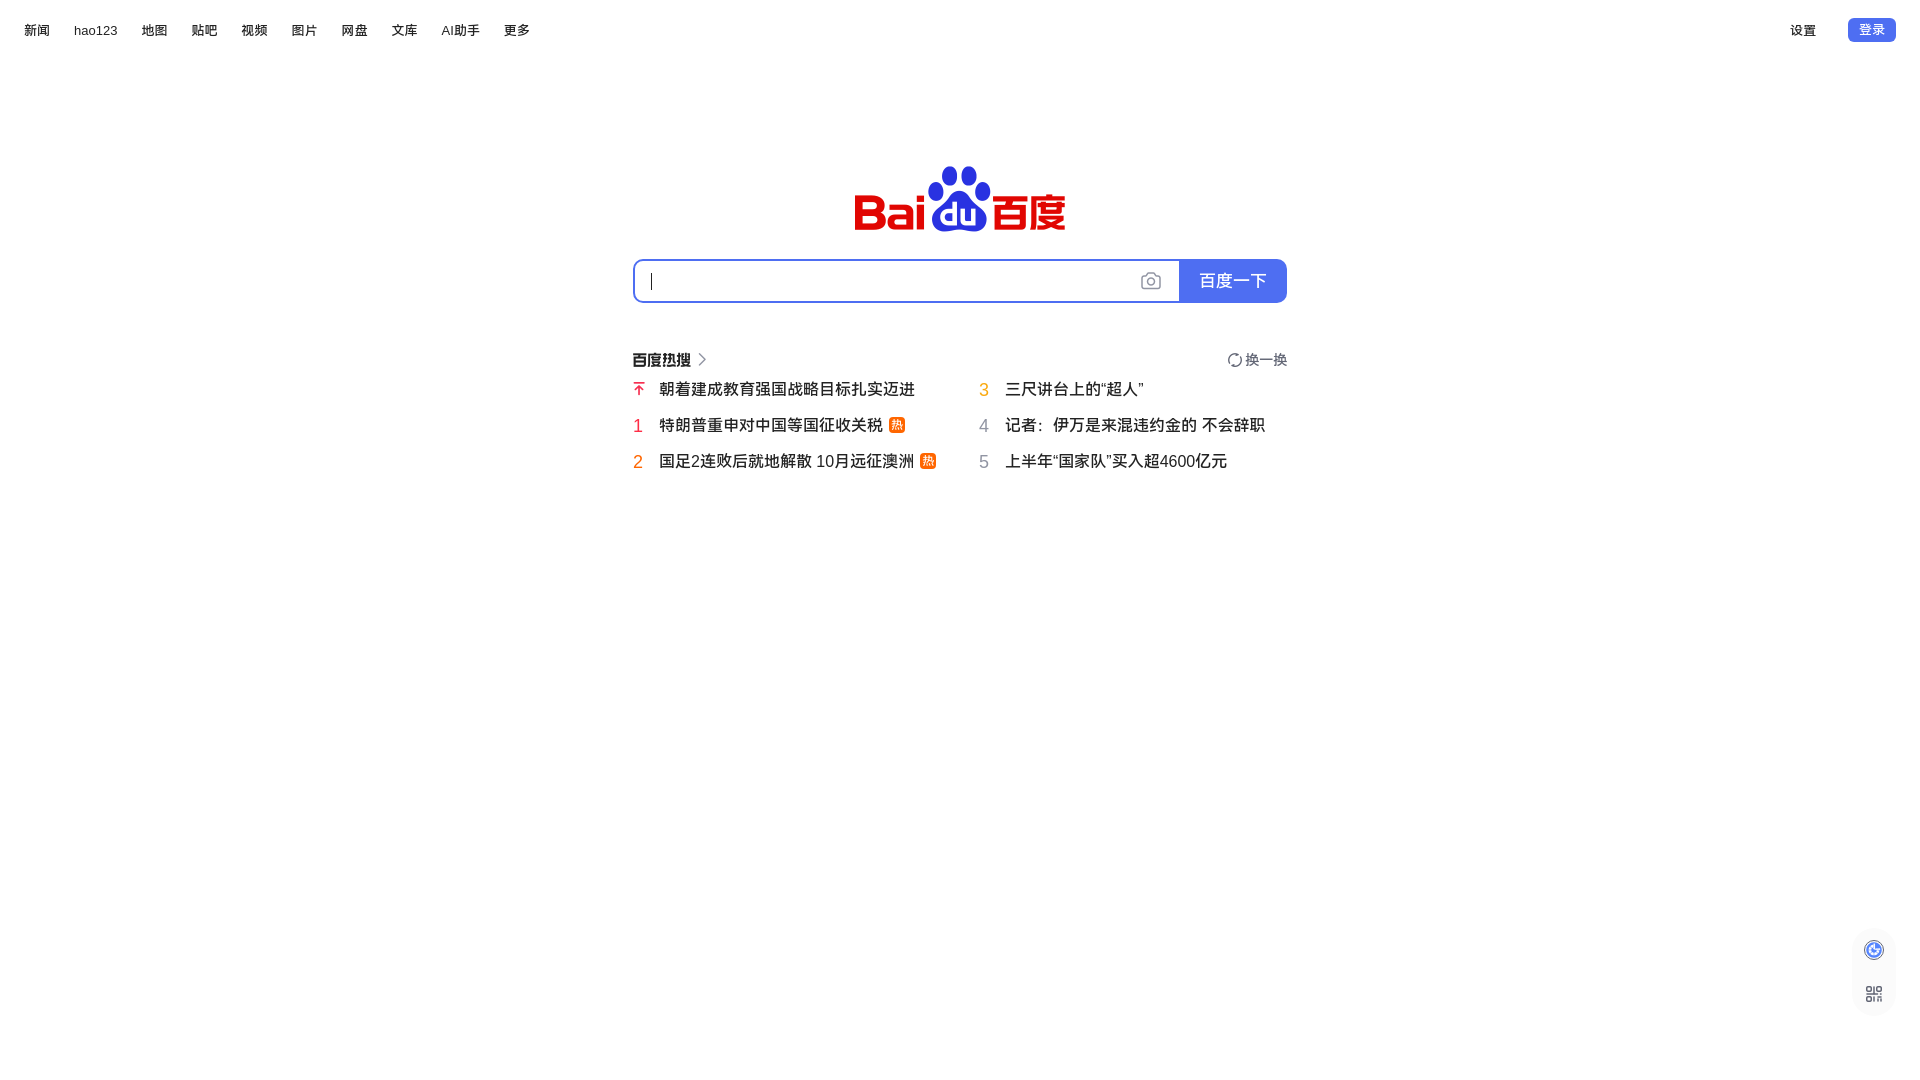 新闻 hao123 地图 贴吧 视频 图片 网盘 文库 AI助手 更多 设置 登录
Bai du 百度
百度一下
百度热搜 换一换
朝着建成教育强国战略目标扎实迈进
1 特朗普重申对中国等国征收关税 热
2 国足2连败后就地解散 10月远征澳洲 热
3 三尺讲台上的“超人”
4 记者：伊万是来混违约金的 不会辞职
5 上半年“国家队”买入超4600亿元